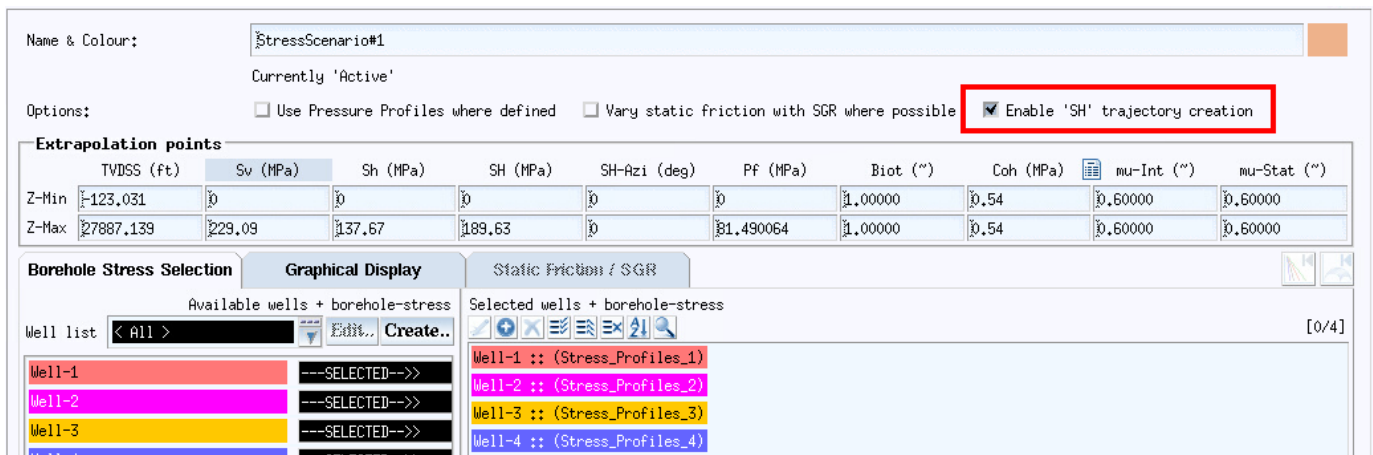 Name & Colour: StressScenario#1
Currently 'Active'
Options: Use Pressure Profiles where defined Vary static friction with SGR where possible Enable 'SH' trajectory creation
Extrapolation points
TVDSS (ft) Sv (MPa) Sh (MPa) SH (MPa) SH-Azi (deg) Pf (MPa) Biot (~) Coh (MPa) mu-Int (~) mu-Stat (~)
Z-Min -123.031 0 0 0 0 0 1.00000 0.54 0.60000 0.60000
Z-Max 27887.139 229.09 137.67 189.63 0 81.490064 1.00000 0.54 0.60000 0.60000
Borehole Stress Selection Graphical Display Static Friction / SGR
Available wells + borehole-stress Selected wells + borehole-stress
Well list < All > Edit.. Create.. [0/4]
Well-1 ---SELECTED-->> Well-1 :: (Stress_Profiles_1)
Well-2 ---SELECTED-->> Well-2 :: (Stress_Profiles_2)
Well-3 ---SELECTED-->> Well-3 :: (Stress_Profiles_3)
Well-4 :: (Stress_Profiles_4)